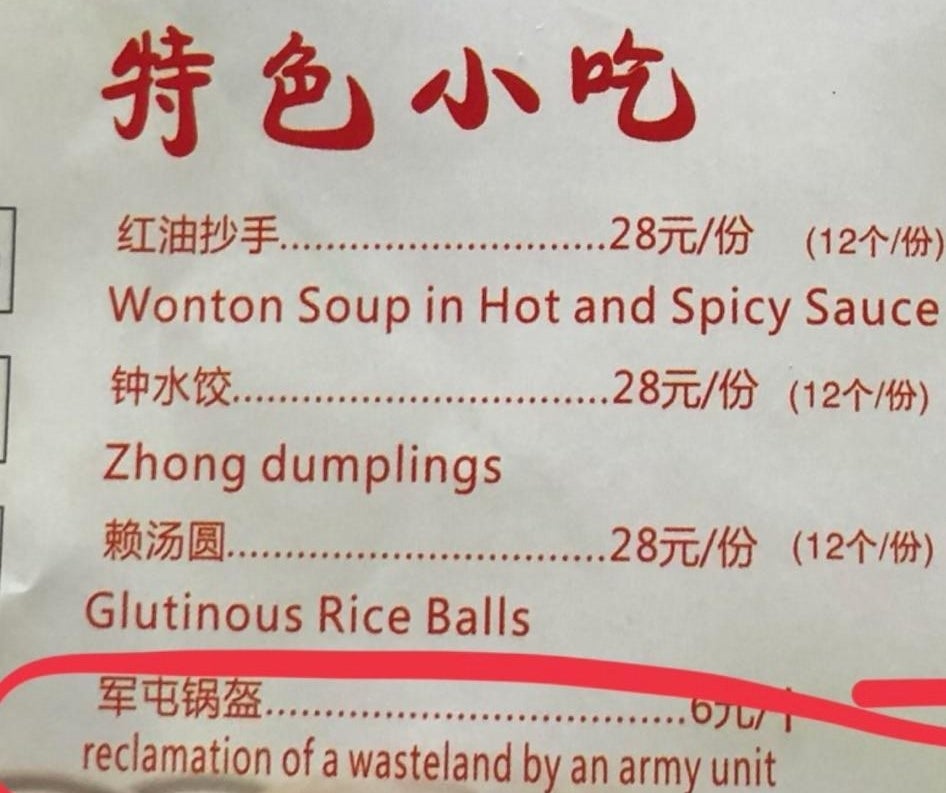 特色小吃
红油抄手............................28元/份 (12个/份)
Wonton Soup in Hot and Spicy Sauce
钟水饺................................28元/份 (12个/份)
Zhong dumplings
赖汤圆................................28元/份 (12个/份)
Glutinous Rice Balls
军屯锅盔....................................6元/个
reclamation of a wasteland by an army unit